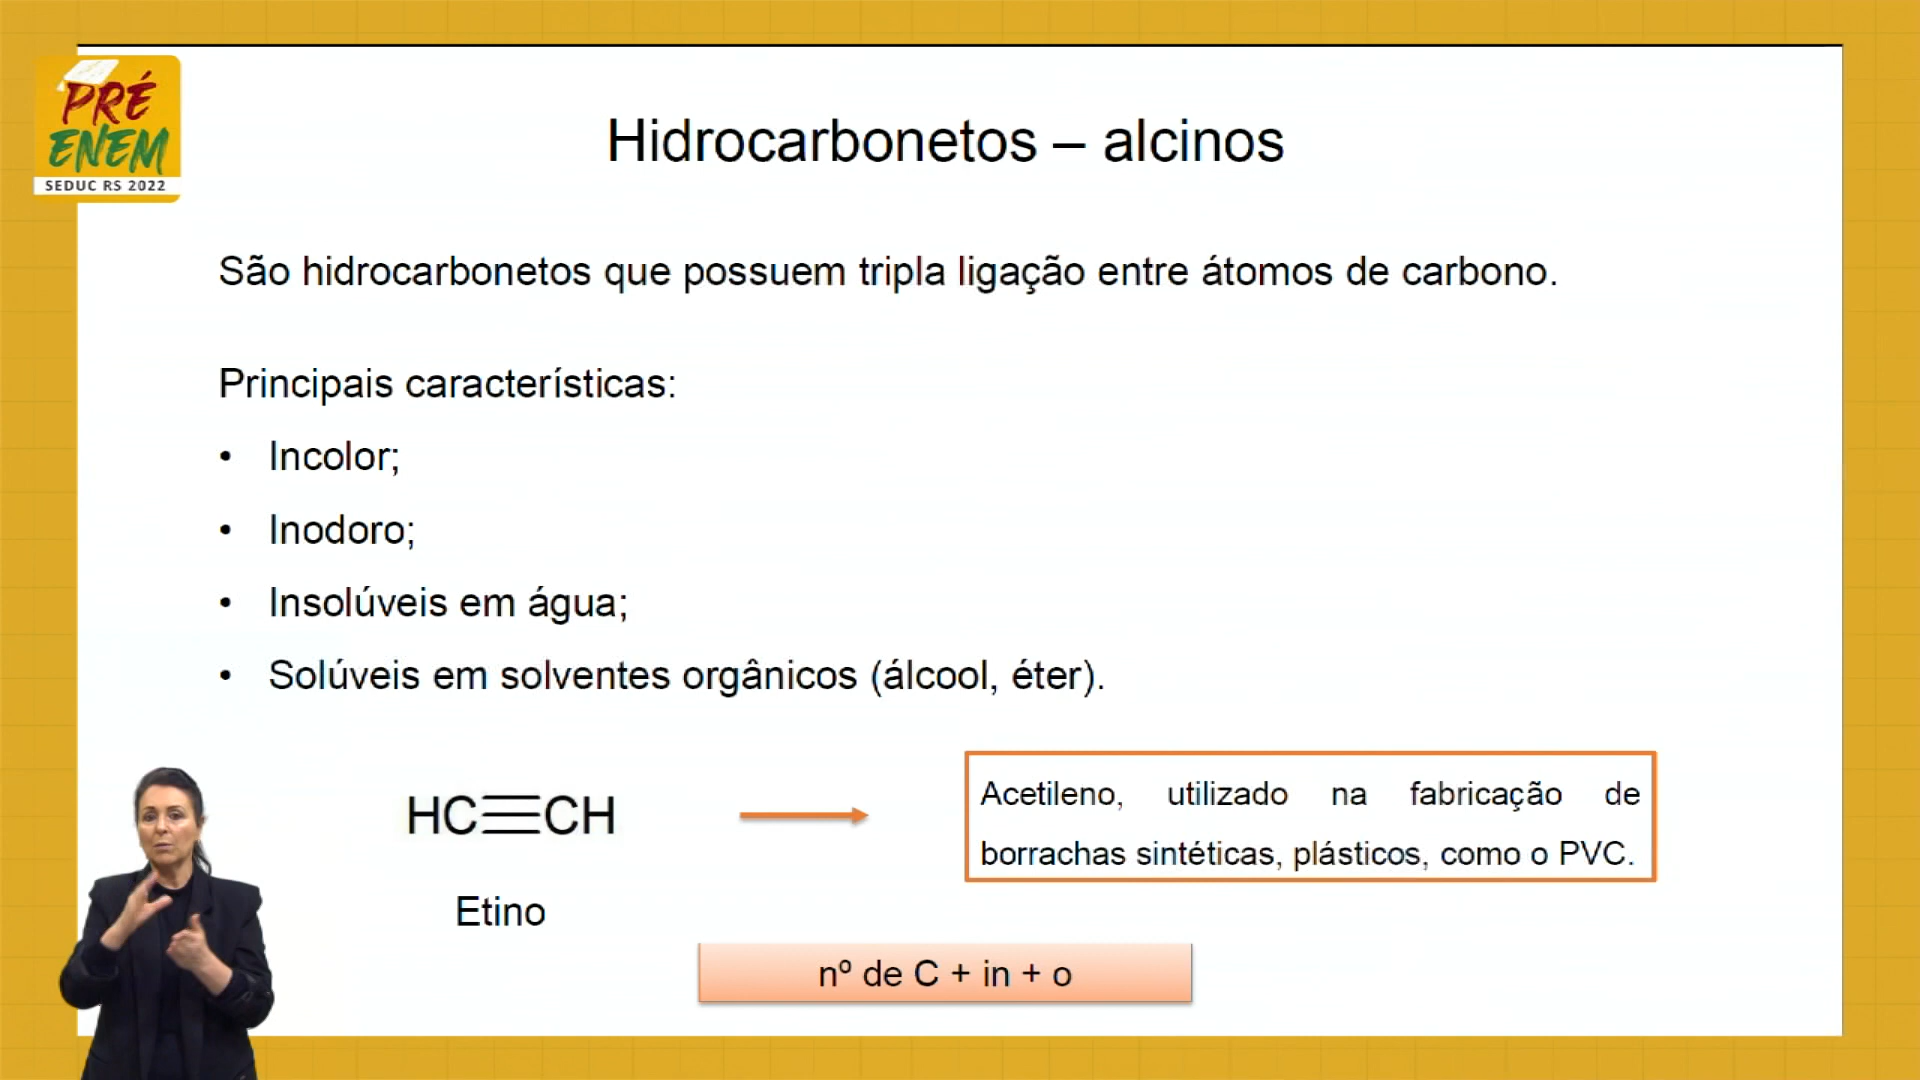 PRÉ
ENEM
SEDUC RS 2022
Hidrocarbonetos – alcinos
São hidrocarbonetos que possuem tripla ligação entre átomos de carbono.
Principais características:
• Incolor;
• Inodoro;
• Insolúveis em água;
• Solúveis em solventes orgânicos (álcool, éter).
HC≡CH
Etino
Acetileno, utilizado na fabricação de
borrachas sintéticas, plásticos, como o PVC.
nº de C + in + o